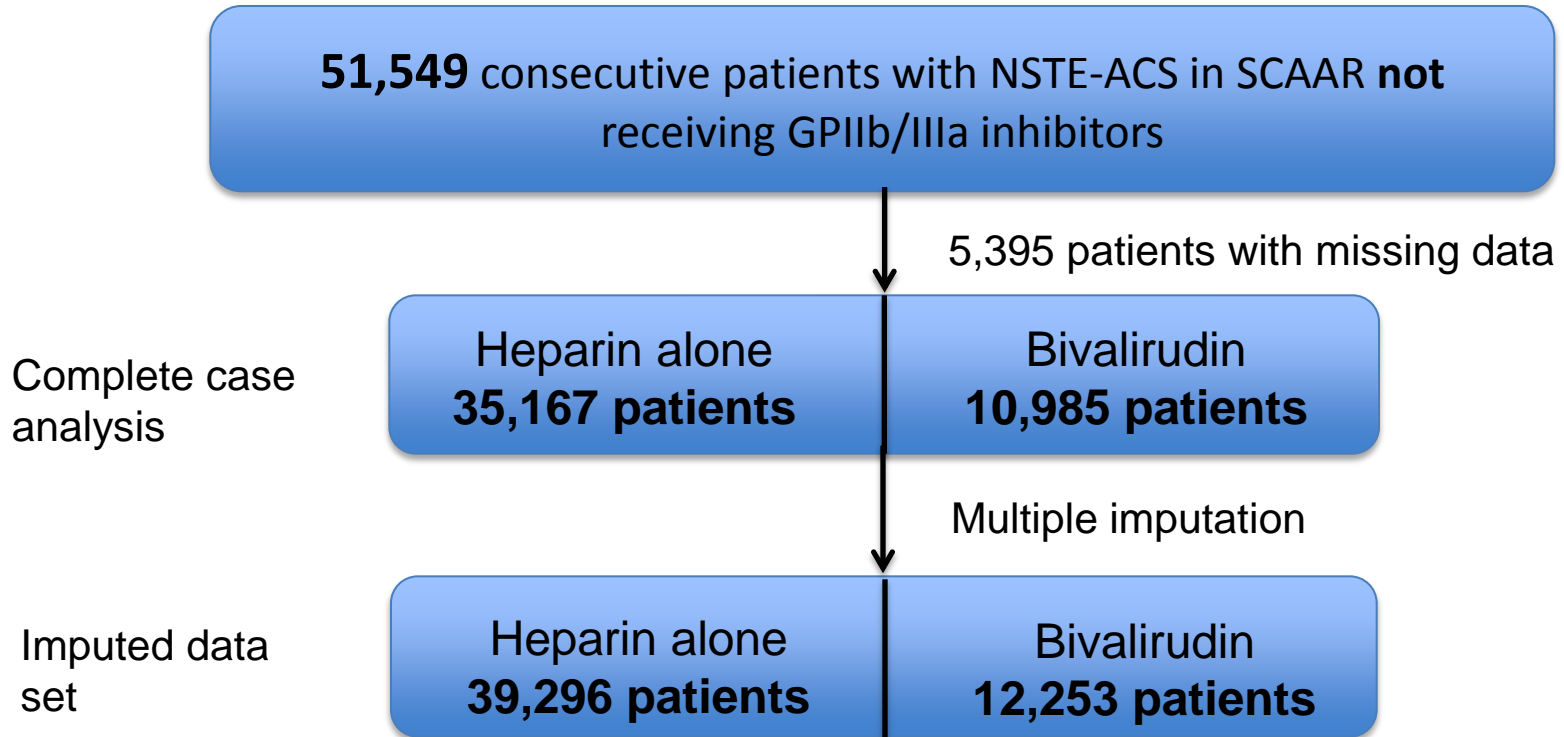 51,549 consecutive patients with NSTE-ACS in SCAAR not
receiving GPIIb/IIIa inhibitors
5,395 patients with missing data
Complete case
analysis
Heparin alone
35,167 patients
Bivalirudin
10,985 patients
Multiple imputation
Imputed data
set
Heparin alone
39,296 patients
Bivalirudin
12,253 patients